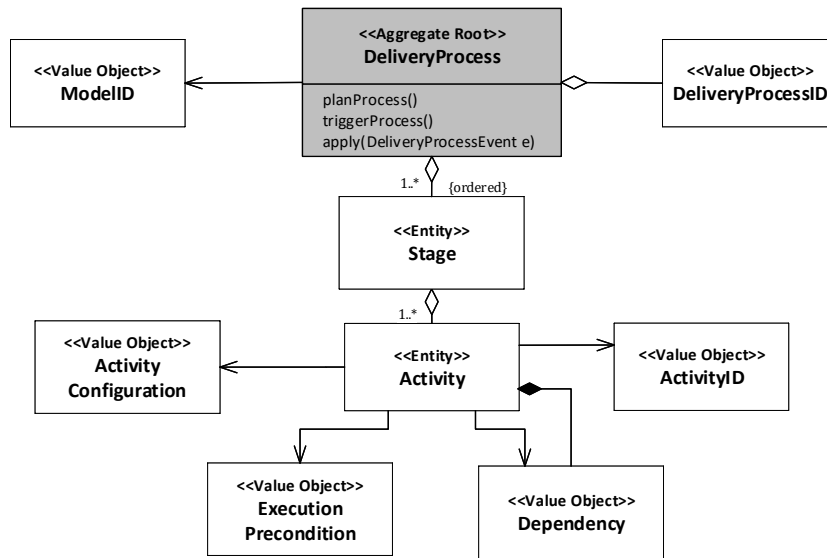 <<Aggregate Root>>
DeliveryProcess
planProcess()
triggerProcess()
apply(DeliveryProcessEvent e)
<<Value Object>>
ModelID
<<Value Object>>
DeliveryProcessID
1..*
{ordered}
<<Entity>>
Stage
1..*
<<Entity>>
Activity
<<Value Object>>
Activity
Configuration
<<Value Object>>
ActivityID
<<Value Object>>
Execution
Precondition
<<Value Object>>
Dependency